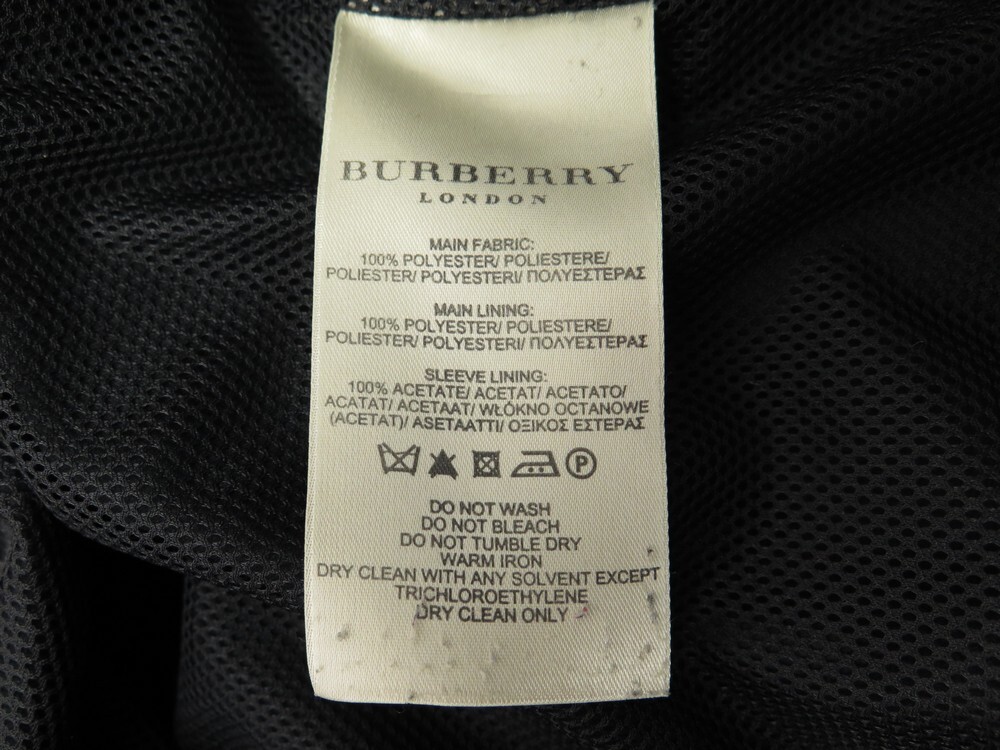 BURBERRY
LONDON
MAIN FABRIC:
100% POLYESTER/ POLIESTERE/
POLIESTER/ POLYESTERI/ ΠΟΛΥΕΣΤΕΡΑΣ
MAIN LINING:
100% POLYESTER/ POLIESTERE/
POLIESTER/ POLYESTERI/ ΠΟΛΥΕΣΤΕΡΑΣ
SLEEVE LINING:
100% ACETATE/ ACETAT/ ACETATO/
ACATAT/ ACETAAT/ WŁÓKNO OCTANOWE
(ACETAT)/ ASETAATTI/ ΟΞΙΚΟΣ ΕΣΤΕΡΑΣ
P
DO NOT WASH
DO NOT BLEACH
DO NOT TUMBLE DRY
WARM IRON
DRY CLEAN WITH ANY SOLVENT EXCEPT
TRICHLOROETHYLENE
DRY CLEAN ONLY